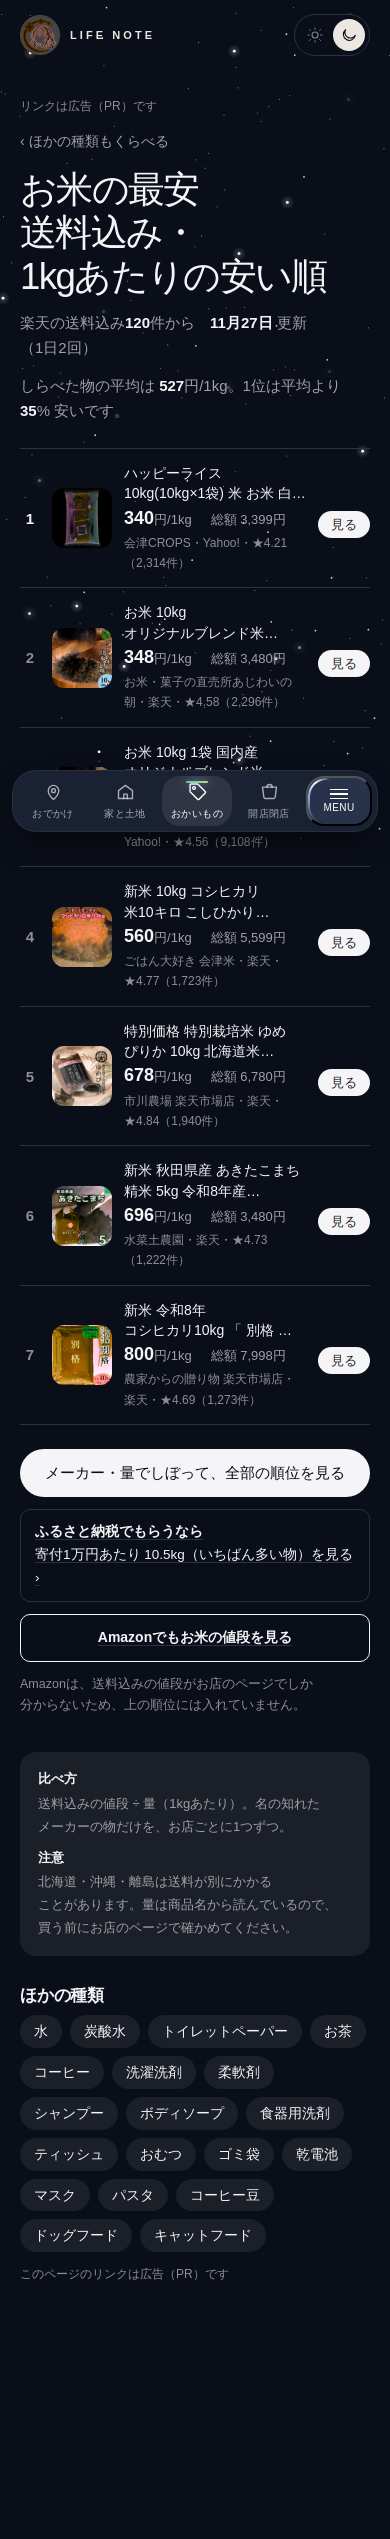 LIFE NOTE
リンクは広告（PR）です
‹ ほかの種類もくらべる
お米の最安
送料込み・
1kgあたりの安い順
楽天の送料込み120件から 11月27日 更新
（1日2回）
しらべた物の平均は 527円/1kg。1位は平均より
35% 安いです。
1
ハッピーライス
10kg(10kg×1袋) 米 お米 白…
340円/1kg 総額 3,399円
会津CROPS・Yahoo!・★4.21
（2,314件）
見る
2
お米 10kg
オリジナルブレンド米…
348円/1kg 総額 3,480円
お米・菓子の直売所あじわいの
朝・楽天・★4,58（2,296件）
見る
お米 10kg 1袋 国内産
おでかけ
家と土地
おかいもの
開店閉店
MENU
Yahoo!・★4.56（9,108件）
4
新米 10kg コシヒカリ
米10キロ こしひかり…
560円/1kg 総額 5,599円
ごはん大好き 会津米・楽天・
★4.77（1,723件）
見る
5
特別価格 特別栽培米 ゆめ
ぴりか 10kg 北海道米…
678円/1kg 総額 6,780円
市川農場 楽天市場店・楽天・
★4.84（1,940件）
見る
6
新米 秋田県産 あきたこまち
精米 5kg 令和8年産…
696円/1kg 総額 3,480円
水菜土農園・楽天・★4.73
（1,222件）
見る
7
新米 令和8年
コシヒカリ10kg 「 別格 …
800円/1kg 総額 7,998円
農家からの贈り物 楽天市場店・
楽天・★4.69（1,273件）
見る
メーカー・量でしぼって、全部の順位を見る
ふるさと納税でもらうなら
寄付1万円あたり 10.5kg（いちばん多い物）を見る
›
Amazonでもお米の値段を見る
Amazonは、送料込みの値段がお店のページでしか
分からないため、上の順位には入れていません。
比べ方
送料込みの値段 ÷ 量（1kgあたり）。名の知れた
メーカーの物だけを、お店ごとに1つずつ。
注意
北海道・沖縄・離島は送料が別にかかる
ことがあります。量は商品名から読んでいるので、
買う前にお店のページで確かめてください。
ほかの種類
水 炭酸水 トイレットペーパー お茶
コーヒー 洗濯洗剤 柔軟剤
シャンプー ボディソープ 食器用洗剤
ティッシュ おむつ ゴミ袋 乾電池
マスク パスタ コーヒー豆
ドッグフード キャットフード
このページのリンクは広告（PR）です